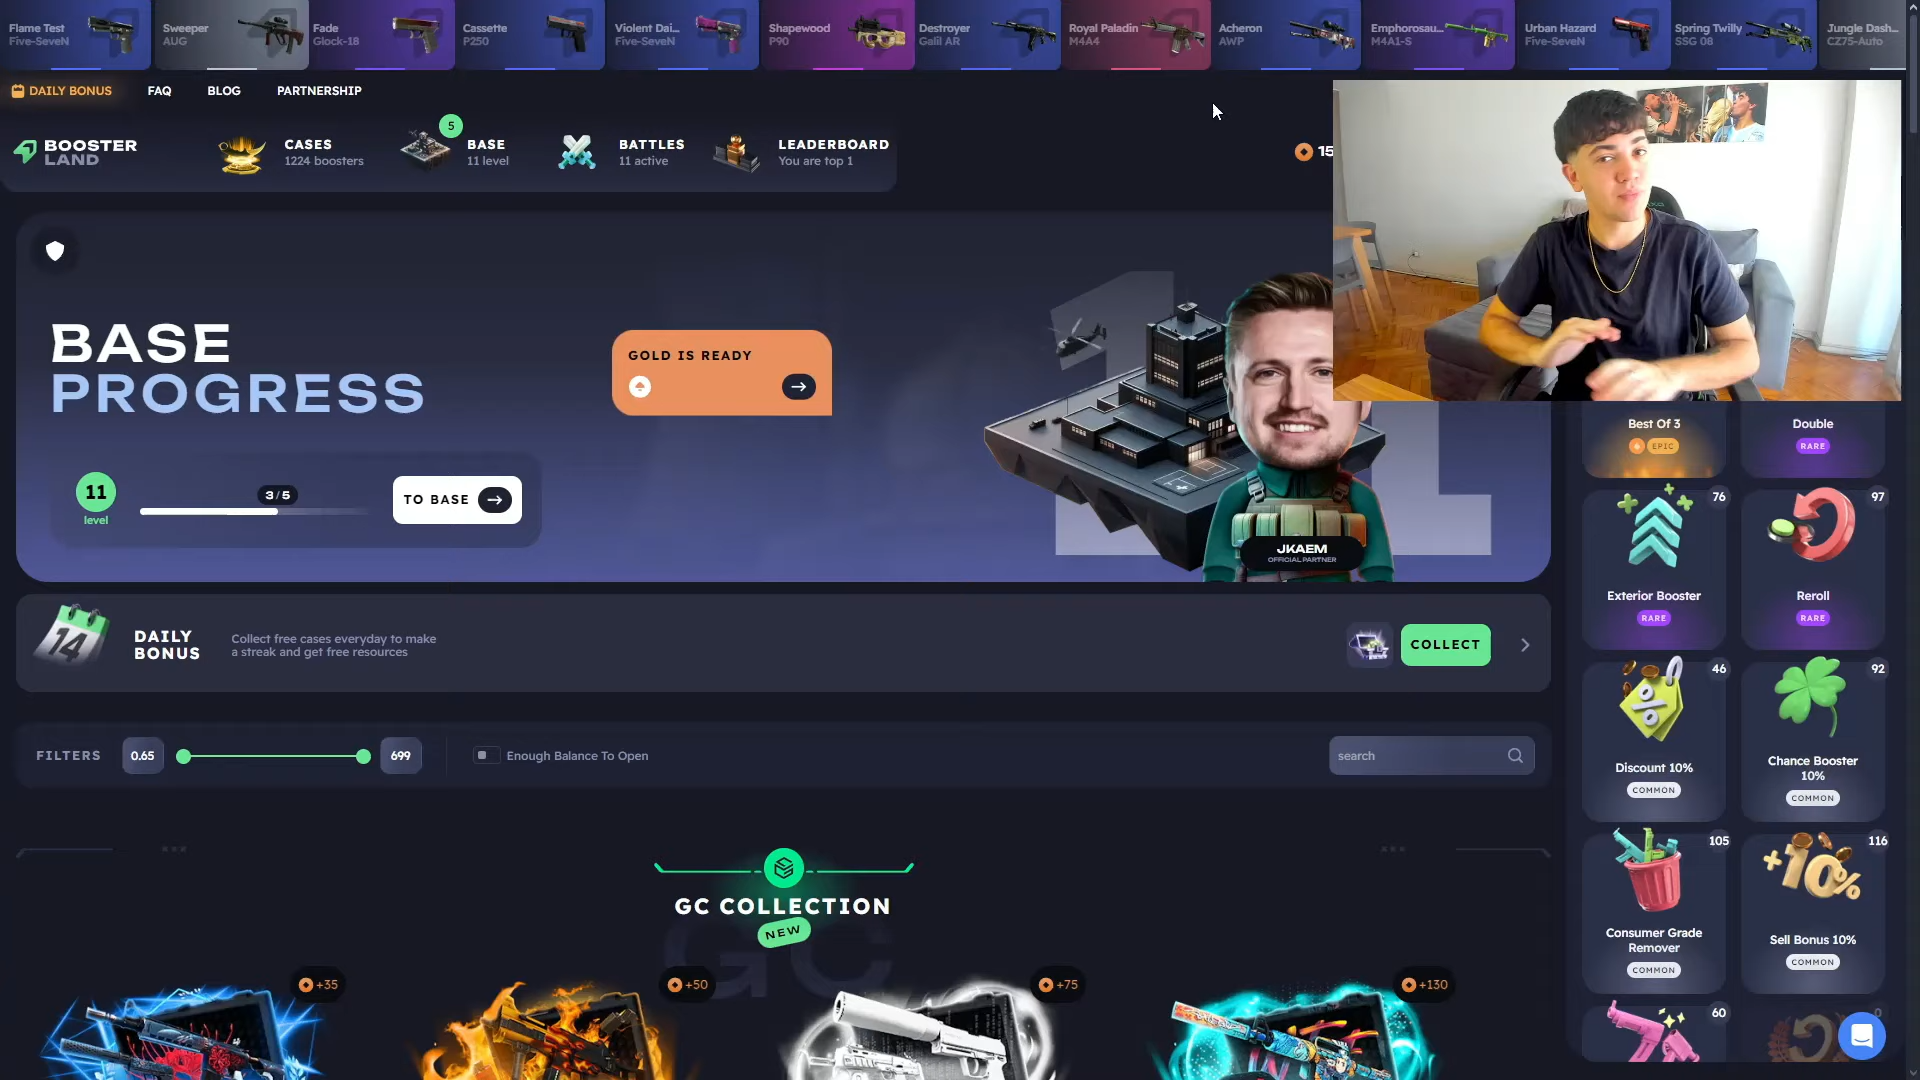 Flame Test
Five-SeveN
Sweeper
AUG
Fade
Glock-18
Cassette
P250
Violent Dai...
Five-SeveN
Shapewood
P90
Destroyer
Galil AR
Royal Paladin
M4A4
Acheron
AWP
Emphorosau...
M4A1-S
Urban Hazard
Five-SeveN
Spring Twilly
SSG 08
Jungle Dash...
CZ75-Auto
DAILY BONUS
FAQ
BLOG
PARTNERSHIP
BOOSTER
LAND
CASES
1224 boosters
5
BASE
11 level
BATTLES
11 active
LEADERBOARD
You are top 1
15
BASE
PROGRESS
GOLD IS READY
11
level
3/5
TO BASE
JKAEM
OFFICIAL PARTNER
14
DAILY
BONUS
Collect free cases everyday to make
a streak and get free resources
COLLECT
FILTERS
0.65
699
Enough Balance To Open
search
GC COLLECTION
NEW
GC
+35
+50
+75
+130
Best Of 3
EPIC
Double
RARE
76
Exterior Booster
RARE
97
Reroll
RARE
46
Discount 10%
COMMON
92
Chance Booster
10%
COMMON
105
Consumer Grade
Remover
COMMON
116
+10%
Sell Bonus 10%
COMMON
60
0